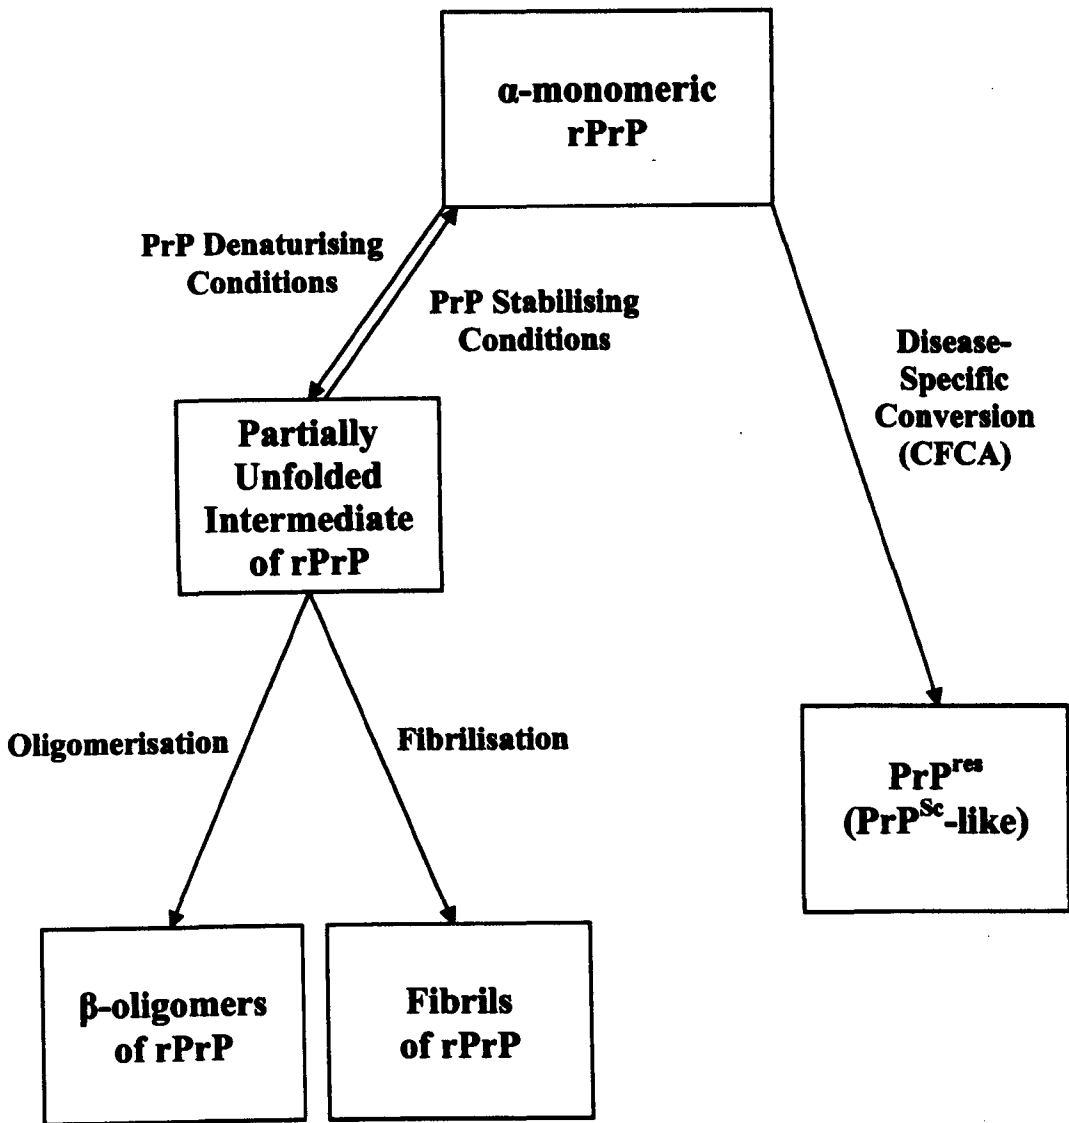 α-monomeric
rPrP
PrP Denaturising
Conditions
PrP Stabilising
Conditions
Disease-
Specific
Conversion
(CFCA)
Partially
Unfolded
Intermediate
of rPrP
Oligomerisation
Fibrilisation
PrP^res
(PrP^Sc-like)
β-oligomers
of rPrP
Fibrils
of rPrP